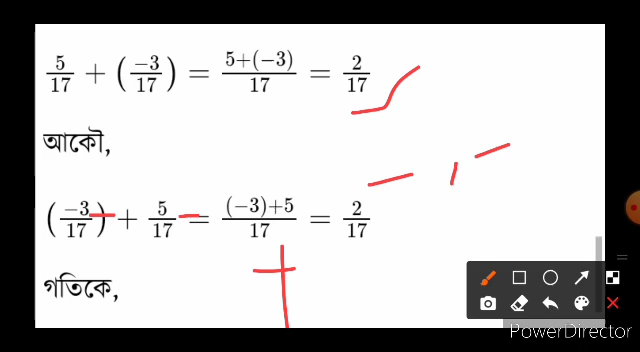 5/17 + (-3/17) = 5+(-3)/17 = 2/17
আকৌ,
(-3/17) + 5/17 = (-3)+5/17 = 2/17
গতিকে,
PowerDirector